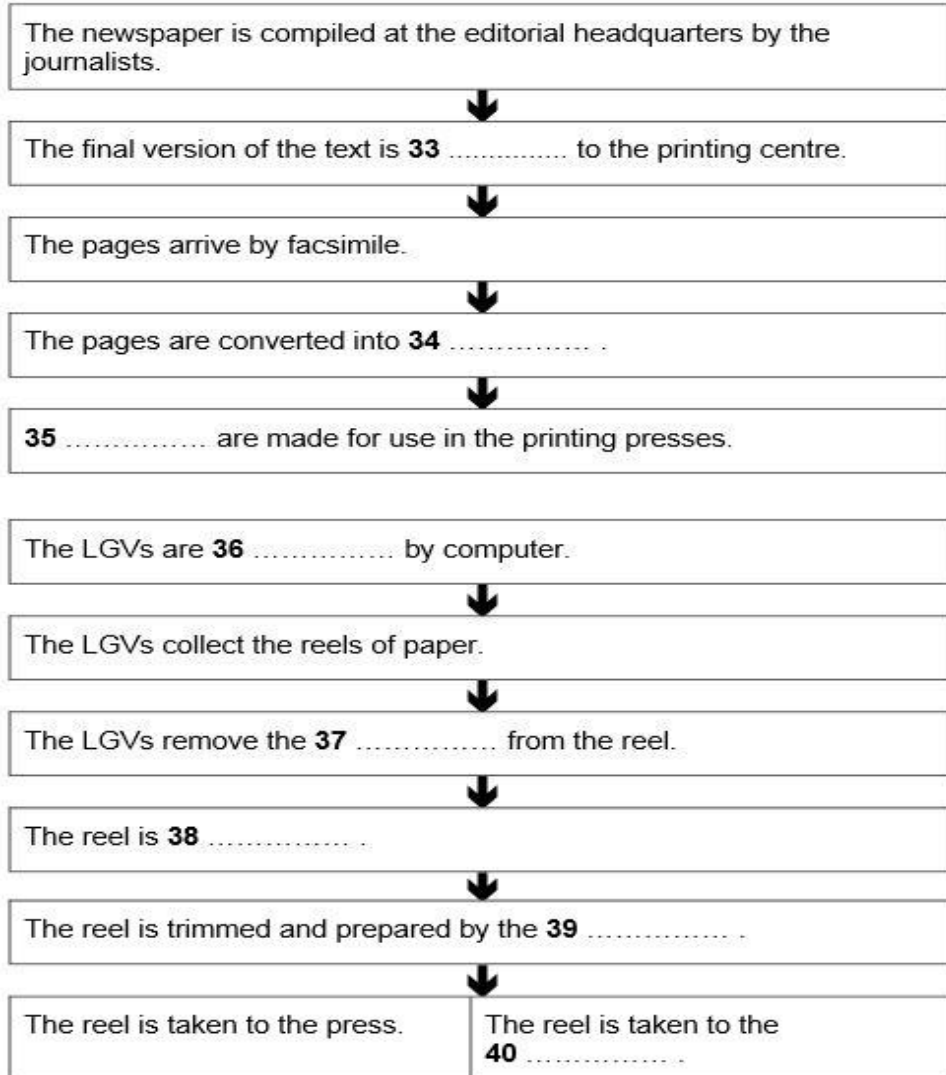 The newspaper is compiled at the editorial headquarters by the
journalists.
The final version of the text is 33 ............... to the printing centre.
The pages arrive by facsimile.
The pages are converted into 34 ............... .
35 ............... are made for use in the printing presses.
The LGVs are 36 ............... by computer.
The LGVs collect the reels of paper.
The LGVs remove the 37 ............... from the reel.
The reel is 38 ............... .
The reel is trimmed and prepared by the 39 ............... .
The reel is taken to the press.
The reel is taken to the
40 ............... .